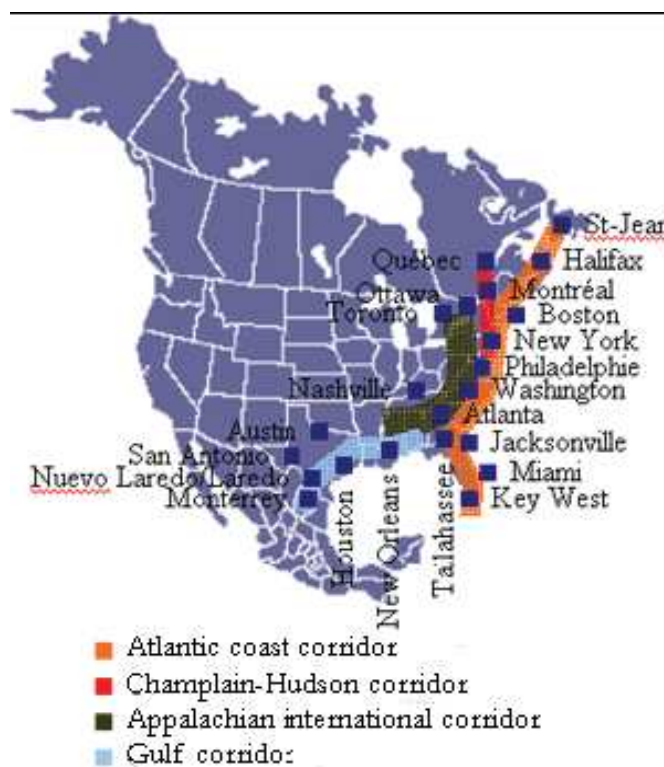 St-Jean
Québec
Halifax
Ottawa
Montréal
Toronto
Boston
New York
Philadelphie
Nashville
Washington
Atlanta
Austin
Jacksonville
San Antonio
Nuevo Laredo/Laredo
Miami
Monterrey
Key West
Houston
New Orleans
Talahassee
Atlantic coast corridor
Champlain-Hudson corridor
Appalachian international corridor
Gulf corridor